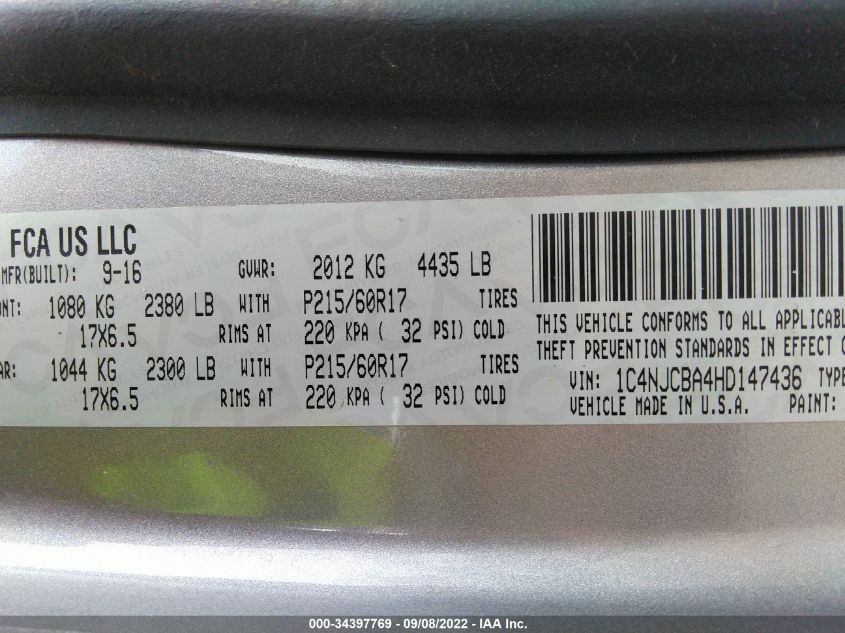 FCA US LLC
MFR(BUILT): 9-16 GVWR: 2012 KG 4435 LB
ONT: 1080 KG 2380 LB WITH P215/60R17 TIRES
17X6.5 RIMS AT 220 KPA ( 32 PSI) COLD
AR: 1044 KG 2300 LB WITH P215/60R17 TIRES
17X6.5 RIMS AT 220 KPA ( 32 PSI) COLD
THIS VEHICLE CONFORMS TO ALL APPLICABL
THEFT PREVENTION STANDARDS IN EFFECT O
VIN: 1C4NJCBA4HD147436 TYPE
VEHICLE MADE IN U.S.A. PAINT:
000-34397769 - 09/08/2022 - IAA Inc.